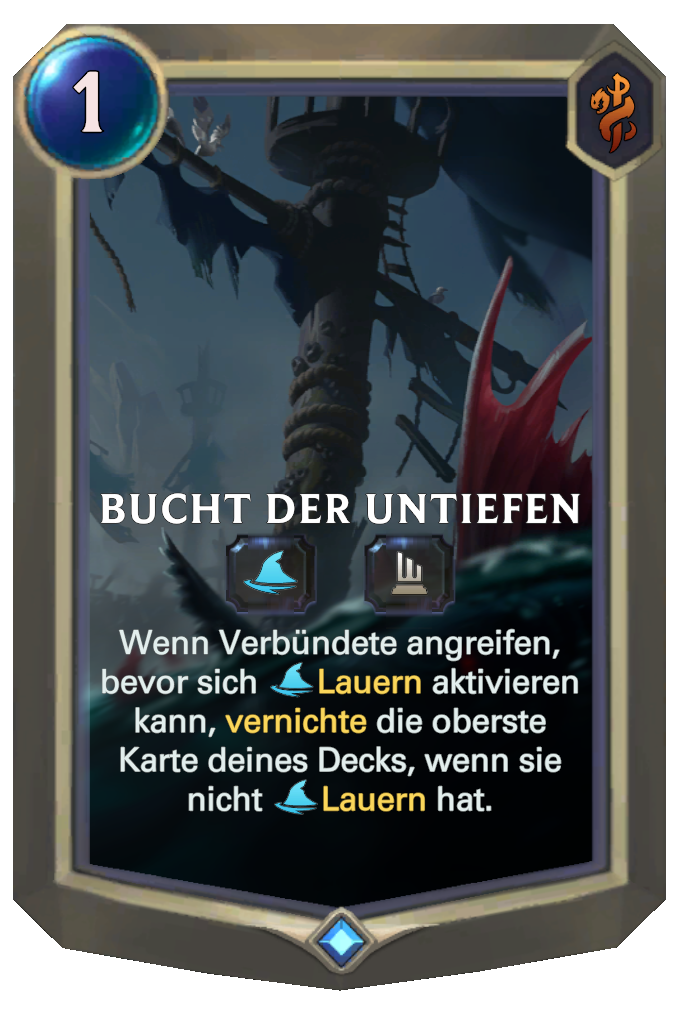 1
BUCHT DER UNTIEFEN
Wenn Verbündete angreifen,
bevor sich Lauern aktivieren
kann, vernichte die oberste
Karte deines Decks, wenn sie
nicht Lauern hat.